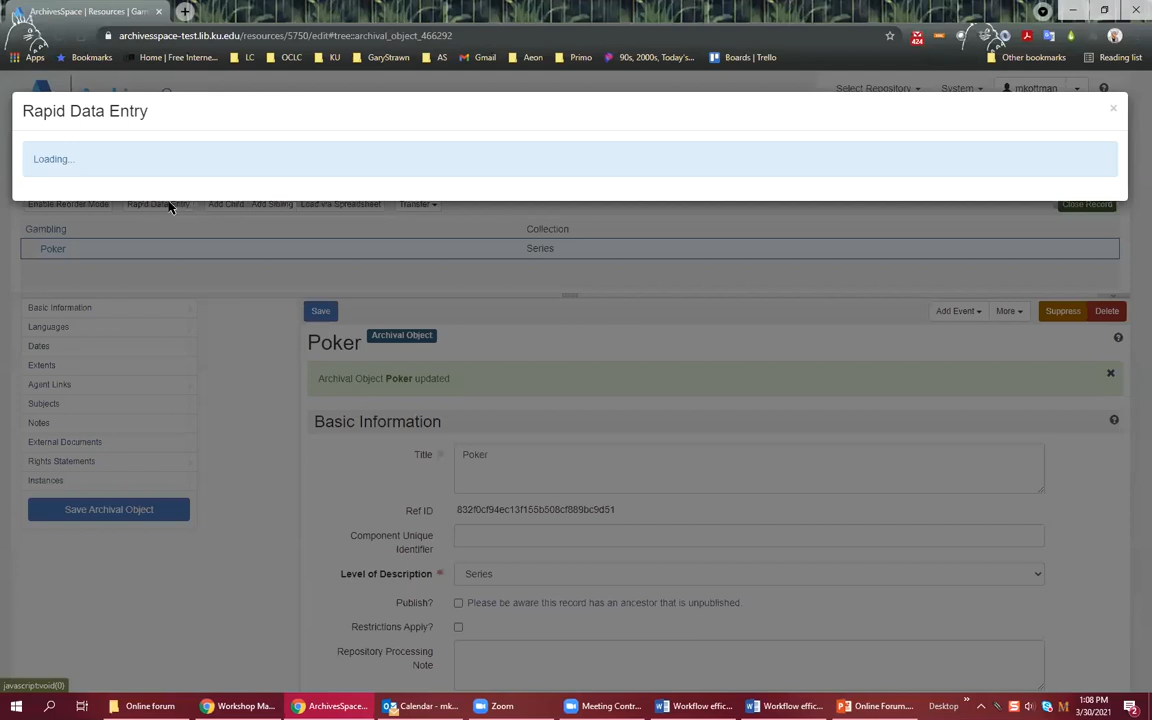 ArchivesSpace | Resources | Gam
archivesspace-test.lib.ku.edu/resources/5750/edit#tree::archival_object_466292
424
Apps Bookmarks Home | Free Interne... LC OCLC KU GaryStrawn AS Gmail Aeon Primo 90s, 2000s, Today's... Boards | Trello Other bookmarks Reading list
Select Repository System mkottman
Rapid Data Entry ×
Loading...
Enable Reorder Mode Rapid Data Entry Add Child Add Sibling Load via Spreadsheet Transfer Close Record
Gambling Collection
Poker Series
Basic Information
Languages
Dates
Extents
Agent Links
Subjects
Notes
External Documents
Rights Statements
Instances
Save Archival Object
Save Add Event More Suppress Delete
Poker Archival Object
Archival Object Poker updated
Basic Information
Title Poker
Ref ID 832f0cf94ec13f155b508cf889bc9d51
Component Unique
Identifier
Level of Description Series
Publish? Please be aware this record has an ancestor that is unpublished.
Restrictions Apply?
Repository Processing
Note
javascript:void(0)
Online forum Workshop Ma... ArchivesSpace... Calendar - mk... Zoom Meeting Contr... Workflow effic... Workflow effic... Online Forum.... Desktop
1:08 PM
3/30/2021
2